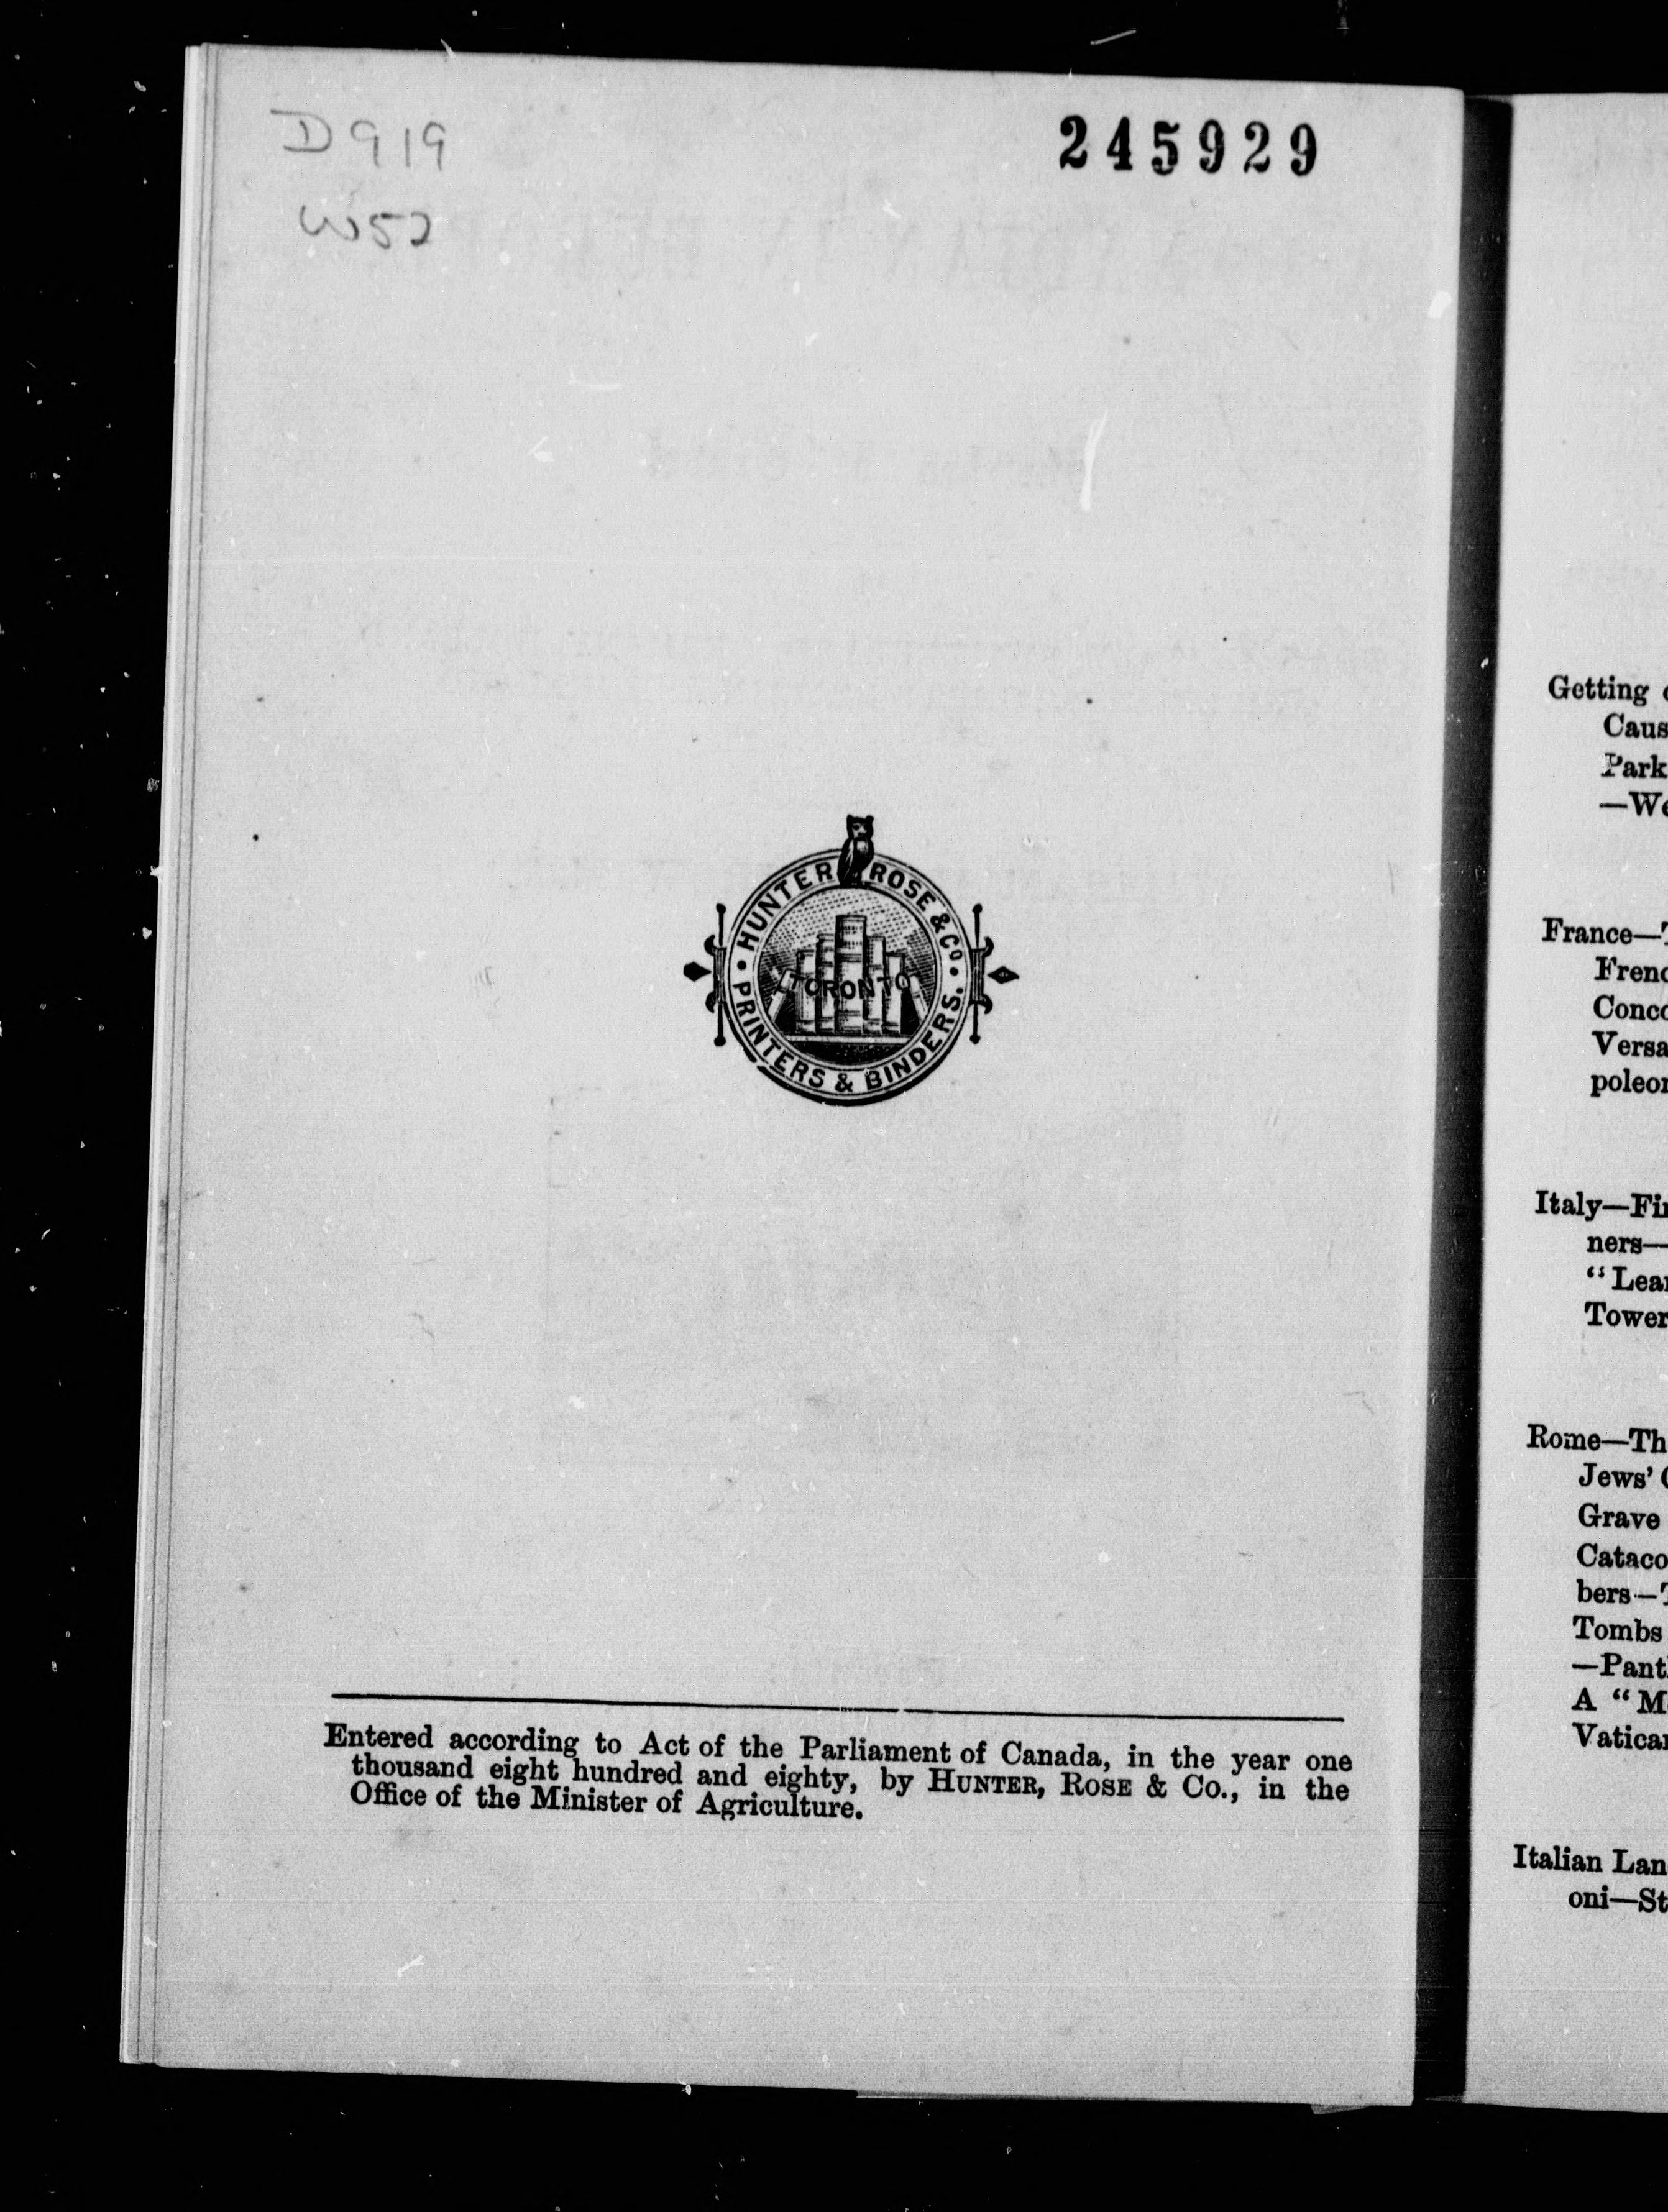 D919
W52
245929
HUNTER ROSE & Co.
TORONTO
PRINTERS & BINDERS.
Entered according to Act of the Parliament of Canada, in the year one
thousand eight hundred and eighty, by HUNTER, ROSE & Co., in the
Office of the Minister of Agriculture.
Getting
Caus
Park
—We
France—
Frenc
Conco
Versa
poleon
Italy—Fir
ners—
“Lear
Tower
Rome—Th
Jews’
Grave
Cataco
bers—
Tombs
—Pant
A “M
Vatican
Italian Lan
oni—St